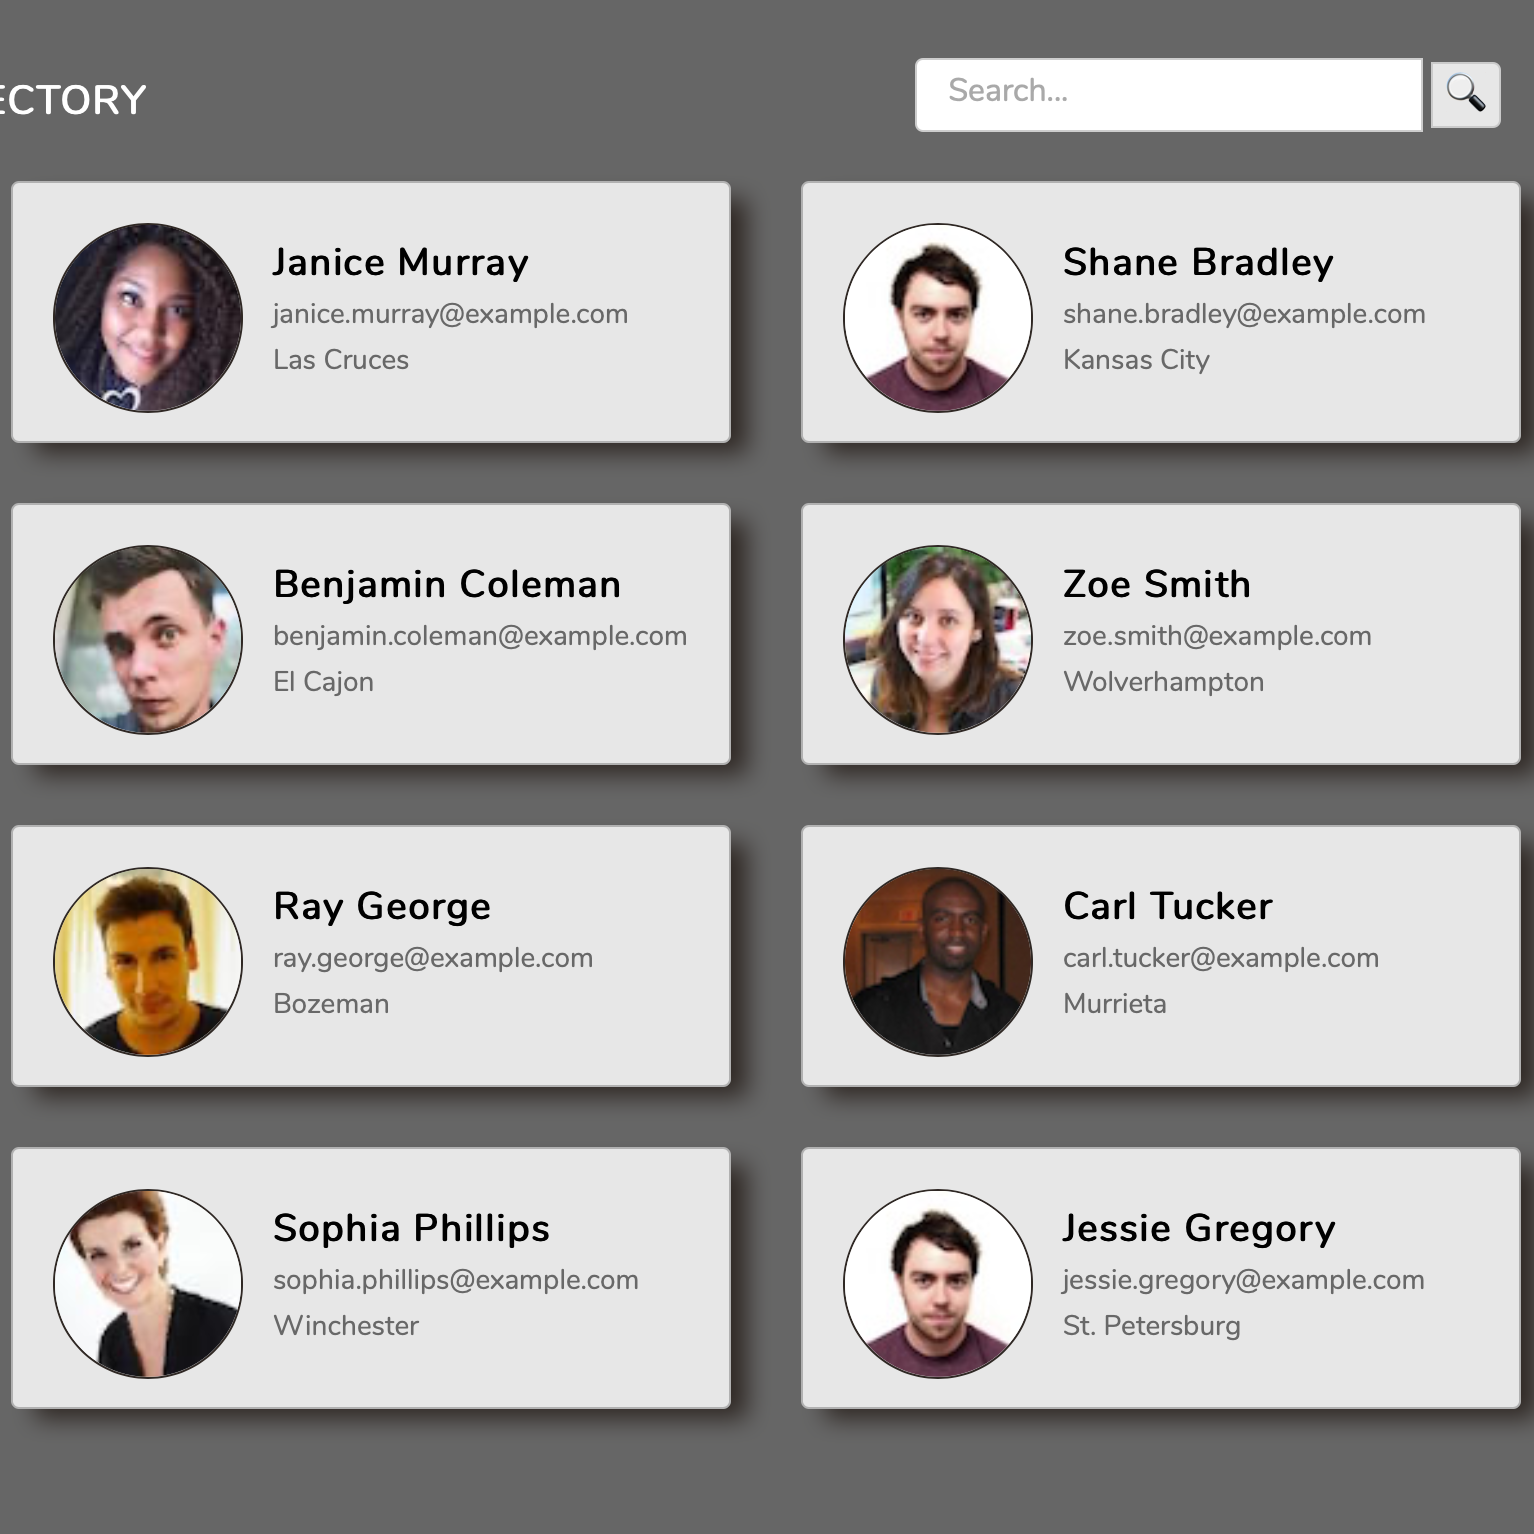 ECTORY
Search...
Janice Murray
janice.murray@example.com
Las Cruces
Shane Bradley
shane.bradley@example.com
Kansas City
Benjamin Coleman
benjamin.coleman@example.com
El Cajon
Zoe Smith
zoe.smith@example.com
Wolverhampton
Ray George
ray.george@example.com
Bozeman
Carl Tucker
carl.tucker@example.com
Murrieta
Sophia Phillips
sophia.phillips@example.com
Winchester
Jessie Gregory
jessie.gregory@example.com
St. Petersburg